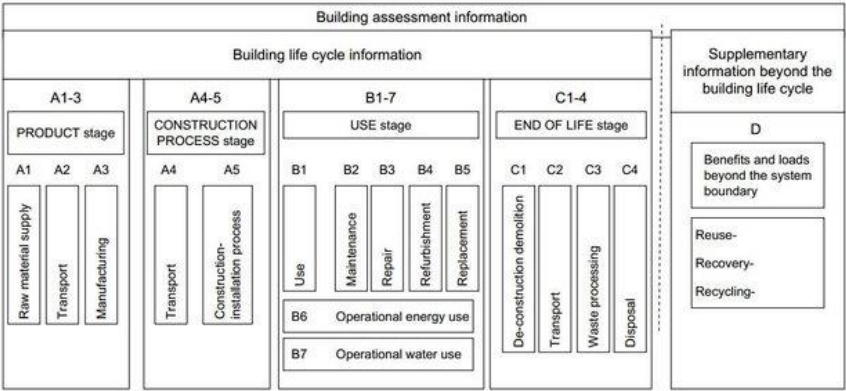 Building assessment information
Building life cycle information
Supplementary
information beyond the
building life cycle
A1-3
PRODUCT stage
A1 A2 A3
Raw material supply
Transport
Manufacturing
A4-5
CONSTRUCTION
PROCESS stage
A4 A5
Transport
Construction-
installation process
B1-7
USE stage
B1 B2 B3 B4 B5
Use
Maintenance
Repair
Refurbishment
Replacement
B6 Operational energy use
B7 Operational water use
C1-4
END OF LIFE stage
C1 C2 C3 C4
De-construction demolition
Transport
Waste processing
Disposal
D
Benefits and loads
beyond the system
boundary
Reuse-
Recovery-
Recycling-